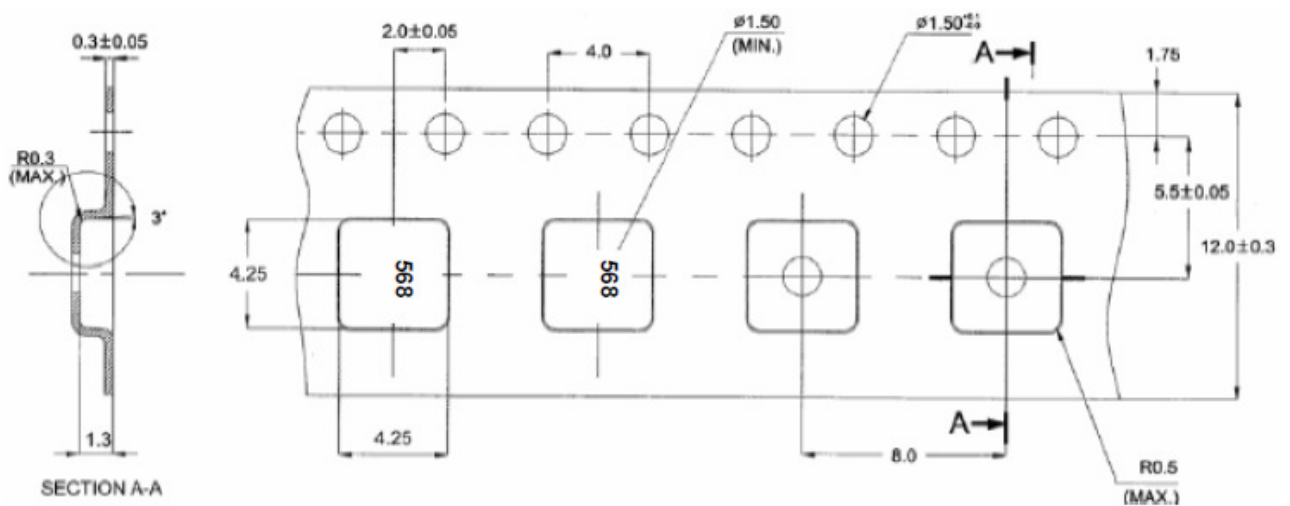 0.3±0.05
2.0±0.05
4.0
ø1.50
(MIN.)
ø1.50
A
1.75
R0.3
(MAX.)
3°
5.5±0.05
12.0±0.3
4.25
568
568
1.3
4.25
A
8.0
R0.5
(MAX.)
SECTION A-A